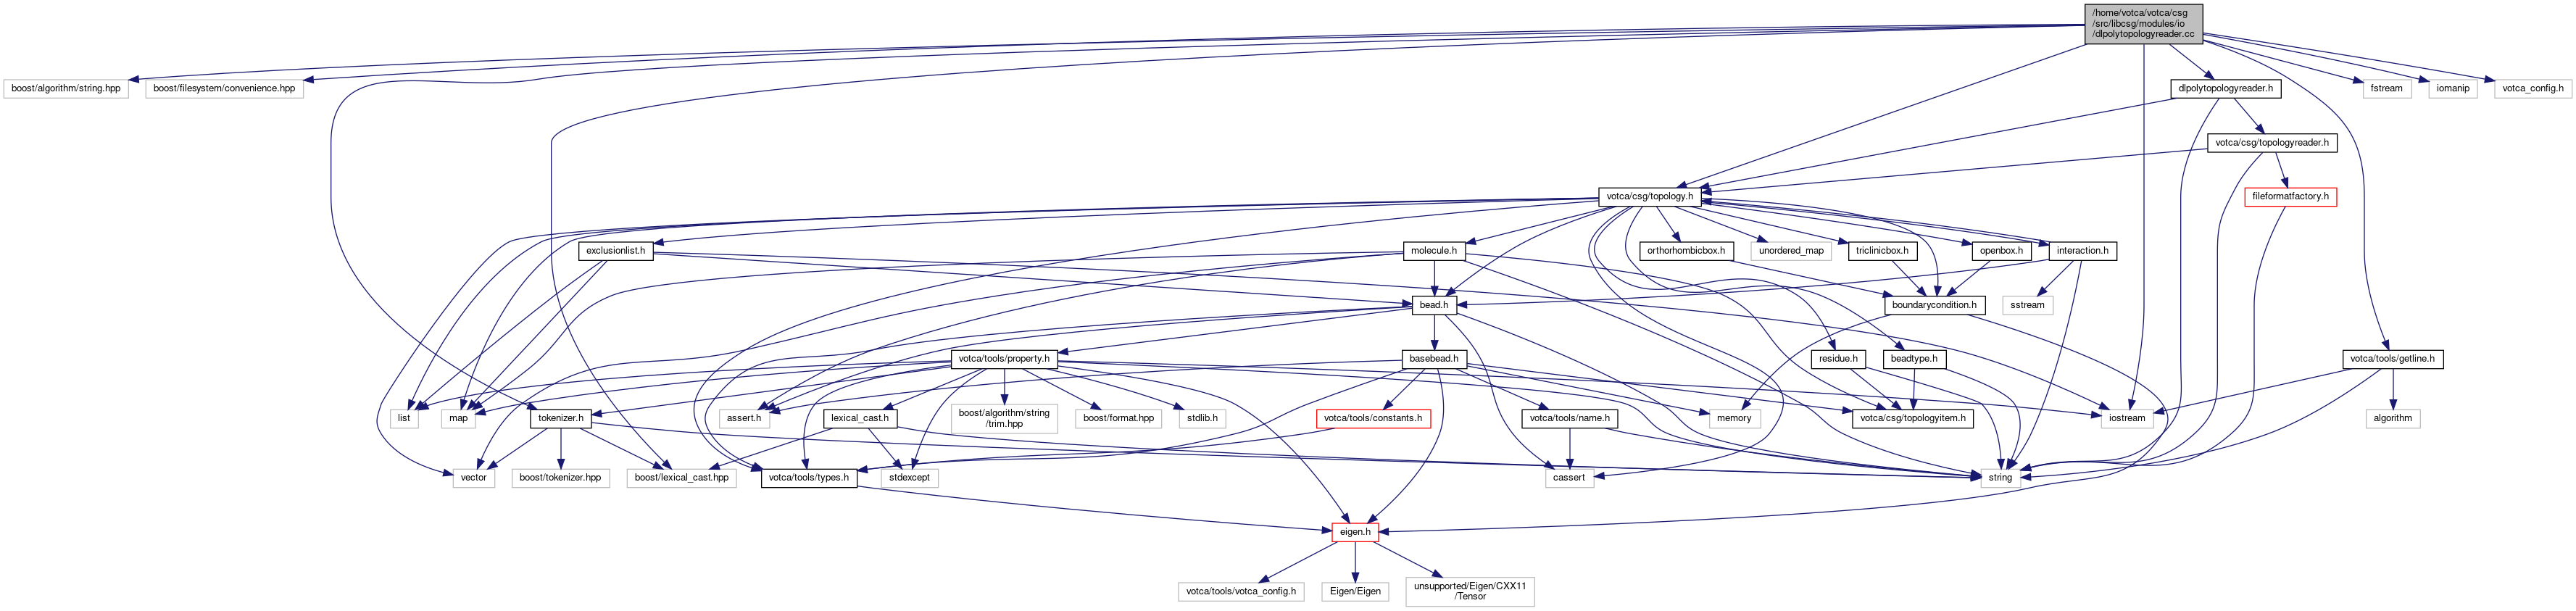 /home/votca/votca/csg
/src/libcsg/modules/io
/dlpolytopologyreader.cc
boost/algorithm/string.hpp
boost/filesystem/convenience.hpp
dlpolytopologyreader.h
fstream
iomanip
votca_config.h
votca/csg/topologyreader.h
votca/csg/topology.h
fileformatfactory.h
exclusionlist.h
molecule.h
orthorhombicbox.h
unordered_map
triclinicbox.h
openbox.h
interaction.h
bead.h
boundarycondition.h
sstream
votca/tools/property.h
basebead.h
residue.h
beadtype.h
votca/tools/getline.h
list
map
tokenizer.h
assert.h
lexical_cast.h
boost/algorithm/string
/trim.hpp
boost/format.hpp
stdlib.h
votca/tools/constants.h
votca/tools/name.h
memory
votca/csg/topologyitem.h
iostream
algorithm
vector
boost/tokenizer.hpp
boost/lexical_cast.hpp
votca/tools/types.h
stdexcept
cassert
string
eigen.h
votca/tools/votca_config.h
Eigen/Eigen
unsupported/Eigen/CXX11
/Tensor